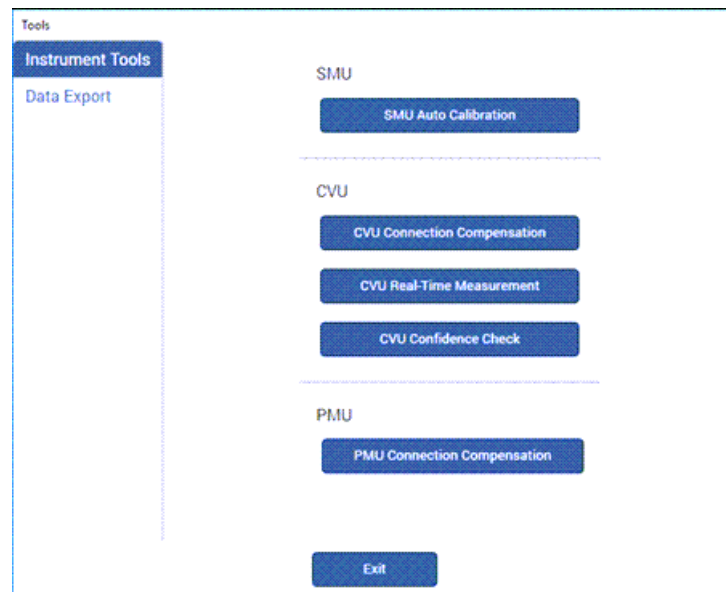 Tools
Instrument Tools
Data Export
SMU
SMU Auto Calibration
CVU
CVU Connection Compensation
CVU Real-Time Measurement
CVU Confidence Check
PMU
PMU Connection Compensation
Exit